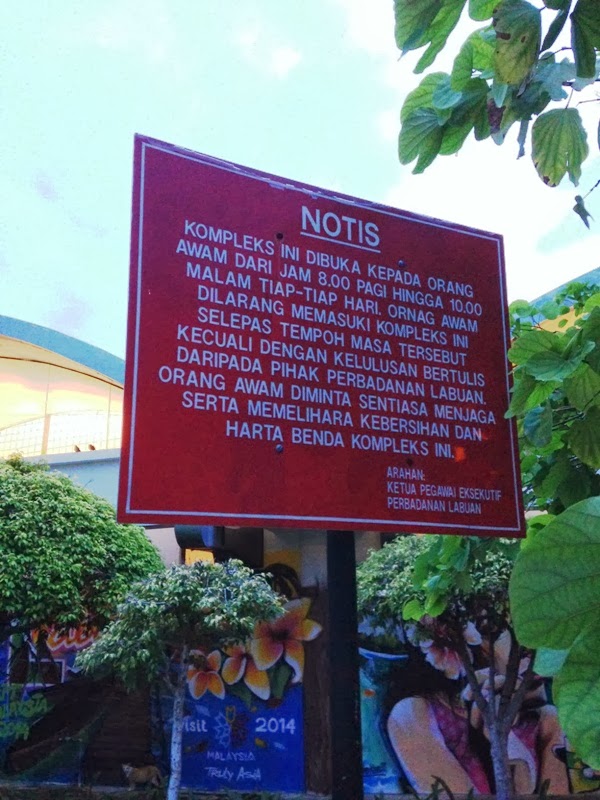 NOTIS
KOMPLEKS INI DIBUKA KEPADA ORANG
AWAM DARI JAM 8.00 PAGI HINGGA 10.00
MALAM TIAP-TIAP HARI. ORNAG AWAM
DILARANG MEMASUKI KOMPLEKS INI
SELEPAS TEMPOH MASA TERSEBUT
KECUALI DENGAN KELULUSAN BERTULIS
DARIPADA PIHAK PERBADANAN LABUAN.
ORANG AWAM DIMINTA SENTIASA MENJAGA
SERTA MEMELIHARA KEBERSIHAN DAN
HARTA BENDA KOMPLEKS INI.
ARAHAN:
KETUA PEGAWAI EKSEKUTIF
PERBADANAN LABUAN
Visit 2014
MALAYSIA
Truly Asia